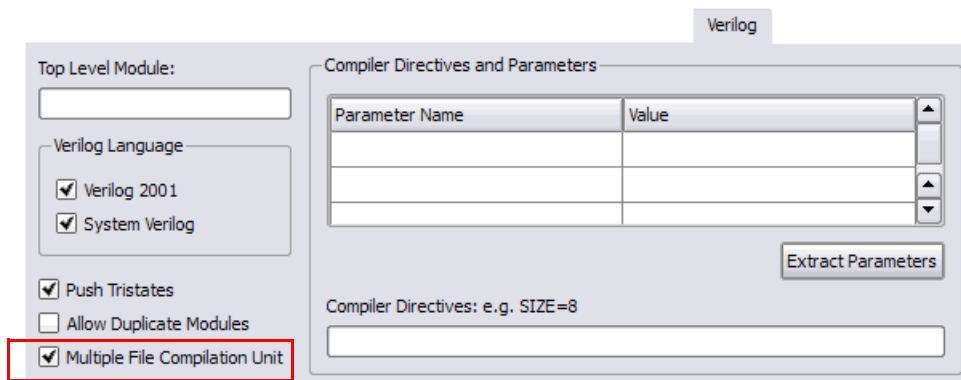 Verilog
Top Level Module:
Verilog Language
Verilog 2001
System Verilog
Push Tristates
Allow Duplicate Modules
Multiple File Compilation Unit
Compiler Directives and Parameters
Parameter Name Value
Extract Parameters
Compiler Directives: e.g. SIZE=8